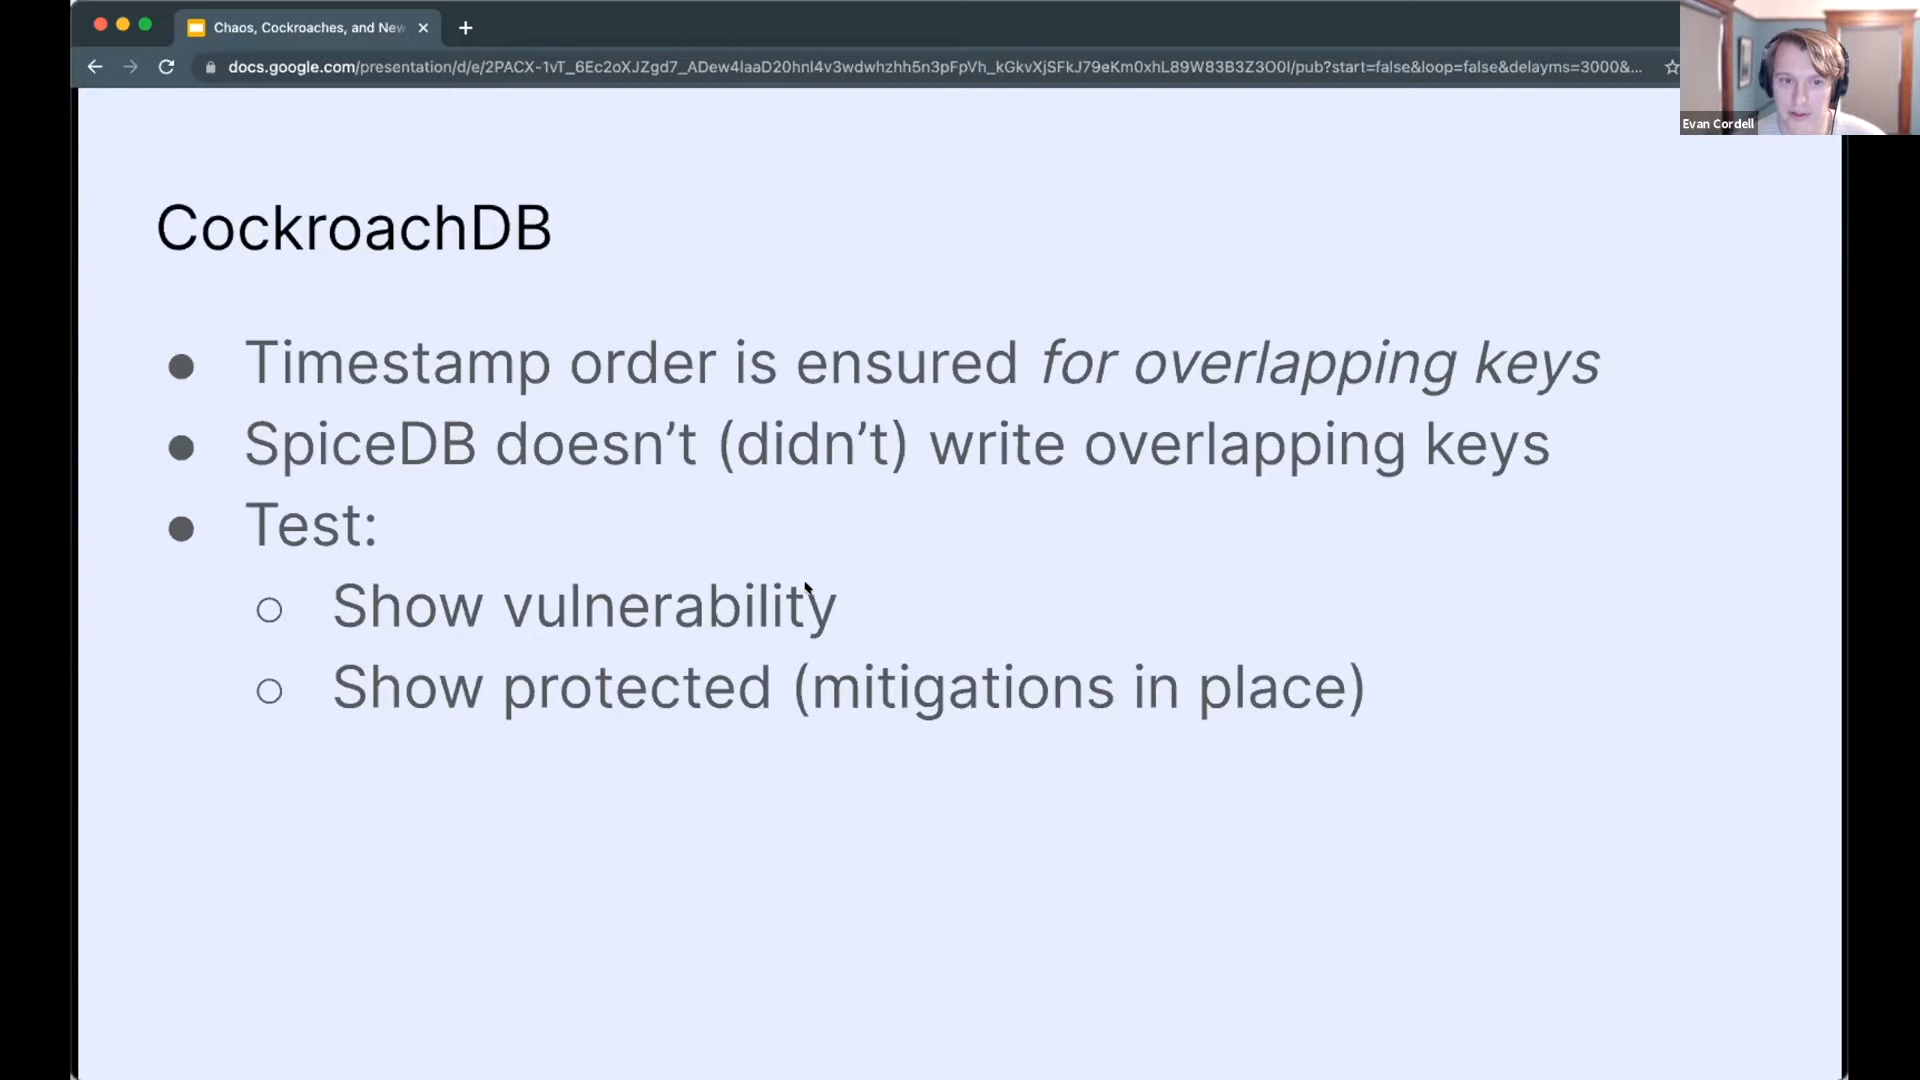 Chaos, Cockroaches, and New
docs.google.com/presentation/d/e/2PACX-1vT_6Ec2oXJZgd7_ADew4IaaD20hnl4v3wdwhzhh5n3pFpVh_kGkvXjSFkJ79eKm0xhL89W83B3Z3O0I/pub?start=false&loop=false&delayms=3000&...
Evan Cordell
CockroachDB
● Timestamp order is ensured for overlapping keys
● SpiceDB doesn’t (didn’t) write overlapping keys
● Test:
○ Show vulnerability
○ Show protected (mitigations in place)